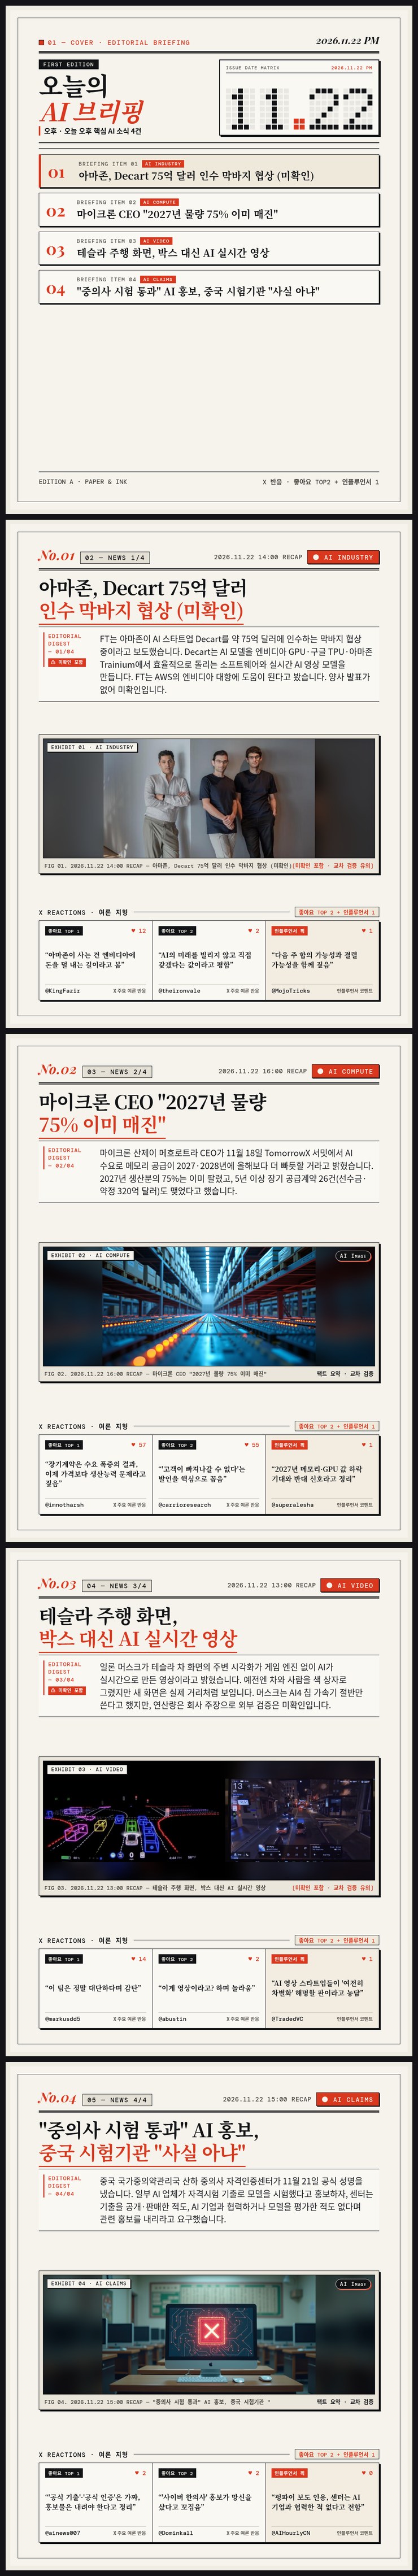 01 — COVER · EDITORIAL BRIEFING
2026.11.22 PM
FIRST EDITION
오늘의
AI 브리핑
오후 · 오늘 오후 핵심 AI 소식 4건
ISSUE DATE MATRIX
2026.11.22 PM
11.22
01
BRIEFING ITEM 01 AI INDUSTRY
아마존, Decart 75억 달러 인수 막바지 협상 (미확인)
02
BRIEFING ITEM 02 AI COMPUTE
마이크론 CEO "2027년 물량 75% 이미 매진"
03
BRIEFING ITEM 03 AI VIDEO
테슬라 주행 화면, 박스 대신 AI 실시간 영상
04
BRIEFING ITEM 04 AI CLAIMS
"중의사 시험 통과" AI 홍보, 중국 시험기관 "사실 아냐"
EDITION A · PAPER & INK
X 반응 · 좋아요 TOP2 + 인플루언서 1
No.01 02 — NEWS 1/4
2026.11.22 14:00 RECAP AI INDUSTRY
아마존, Decart 75억 달러
인수 막바지 협상 (미확인)
EDITORIAL
DIGEST
— 01/04
⚠ 미확인 포함
FT는 아마존이 AI 스타트업 Decart를 약 75억 달러에 인수하는 막바지 협상
중이라고 보도했습니다. Decart는 AI 모델을 엔비디아 GPU·구글 TPU·아마존
Trainium에서 효율적으로 돌리는 소프트웨어와 실시간 AI 영상 모델을
만듭니다. FT는 AWS의 엔비디아 대항에 도움이 된다고 봤습니다. 양사 발표가
없어 미확인입니다.
EXHIBIT 01 · AI INDUSTRY
FIG 01. 2026.11.22 14:00 RECAP — 아마존, Decart 75억 달러 인수 막바지 협상 (미확인)
[미확인 포함 · 교차 검증 유의]
X REACTIONS · 여론 지형
좋아요 TOP 2 + 인플루언서 1
좋아요 TOP 1 ♥ 12
“아마존이 사는 건 엔비디아에
돈을 덜 내는 길이라고 봄”
@KingFazir X 주요 여론 반응
좋아요 TOP 2 ♥ 2
“AI의 미래를 빌리지 않고 직접
갖겠다는 값이라고 평함”
@theironvale X 주요 여론 반응
인플루언서 픽 ♥ 1
“다음 주 합의 가능성과 결렬
가능성을 함께 짚음”
@MojoTricks 인플루언서 코멘트
No.02 03 — NEWS 2/4
2026.11.22 16:00 RECAP AI COMPUTE
마이크론 CEO "2027년 물량
75% 이미 매진"
EDITORIAL
DIGEST
— 02/04
마이크론 산제이 메흐로트라 CEO가 11월 18일 TomorrowX 서밋에서 AI
수요로 메모리 공급이 2027·2028년에 올해보다 더 빠듯할 거라고 밝혔습니다.
2027년 생산분의 75%는 이미 팔렸고, 5년 이상 장기 공급계약 26건(선수금·
약정 320억 달러)도 맺었다고 했습니다.
EXHIBIT 02 · AI COMPUTE
AI IMAGE
FIG 02. 2026.11.22 16:00 RECAP — 마이크론 CEO "2027년 물량 75% 이미 매진"
팩트 요약 · 교차 검증
X REACTIONS · 여론 지형
좋아요 TOP 2 + 인플루언서 1
좋아요 TOP 1 ♥ 57
“장기계약은 수요 폭증의 결과,
이제 가격보다 생산능력 문제라고
짚음”
@imnotharsh X 주요 여론 반응
좋아요 TOP 2 ♥ 55
“‘고객이 빠져나갈 수 없다’는
발언을 핵심으로 꼽음”
@carrioresearch X 주요 여론 반응
인플루언서 픽 ♥ 1
“2027년 메모리·GPU 값 하락
기대와 반대 신호라고 정리”
@superalesha 인플루언서 코멘트
No.03 04 — NEWS 3/4
2026.11.22 13:00 RECAP AI VIDEO
테슬라 주행 화면,
박스 대신 AI 실시간 영상
EDITORIAL
DIGEST
— 03/04
⚠ 미확인 포함
일론 머스크가 테슬라 차 화면의 주변 시각화가 게임 엔진 없이 AI가
실시간으로 만든 영상이라고 밝혔습니다. 예전엔 차와 사람을 색 상자로
그렸지만 새 화면은 실제 거리처럼 보입니다. 머스크는 AI4 칩 가속기 절반만
쓴다고 했지만, 연산량은 회사 주장으로 외부 검증은 미확인입니다.
EXHIBIT 03 · AI VIDEO
13
FIG 03. 2026.11.22 13:00 RECAP — 테슬라 주행 화면, 박스 대신 AI 실시간 영상
[미확인 포함 · 교차 검증 유의]
X REACTIONS · 여론 지형
좋아요 TOP 2 + 인플루언서 1
좋아요 TOP 1 ♥ 14
“이 팀은 정말 대단하다며 감탄”
@markusdd5 X 주요 여론 반응
좋아요 TOP 2 ♥ 2
“이게 영상이라고? 하며 놀라움”
@abustin X 주요 여론 반응
인플루언서 픽 ♥ 1
“AI 영상 스타트업들이 ‘여전히
차별화’ 해명할 판이라고 농담”
@TradedVC 인플루언서 코멘트
No.04 05 — NEWS 4/4
2026.11.22 15:00 RECAP AI CLAIMS
"중의사 시험 통과" AI 홍보,
중국 시험기관 "사실 아냐"
EDITORIAL
DIGEST
— 04/04
중국 국가중의약관리국 산하 중의사 자격인증센터가 11월 21일 공식 성명을
냈습니다. 일부 AI 업체가 자격시험 기출로 모델을 시험했다고 홍보하자, 센터는
기출을 공개·판매한 적도, AI 기업과 협력하거나 모델을 평가한 적도 없다며
관련 홍보를 내리라고 요구했습니다.
EXHIBIT 04 · AI CLAIMS
AI IMAGE
FIG 04. 2026.11.22 15:00 RECAP — "중의사 시험 통과" AI 홍보, 중국 시험기관 "
팩트 요약 · 교차 검증
X REACTIONS · 여론 지형
좋아요 TOP 2 + 인플루언서 1
좋아요 TOP 1 ♥ 2
“‘공식 기출’·‘공식 인증’은 가짜,
홍보물은 내려야 한다고 정리”
@ainews007 X 주요 여론 반응
좋아요 TOP 2 ♥ 2
“‘사이버 한의사’ 홍보가 망신을
샀다고 꼬집음”
@Dominkall X 주요 여론 반응
인플루언서 픽 ♥ 0
“펑파이 보도 인용, 센터는 AI
기업과 협력한 적 없다고 전함”
@AIHourlyCN 인플루언서 코멘트